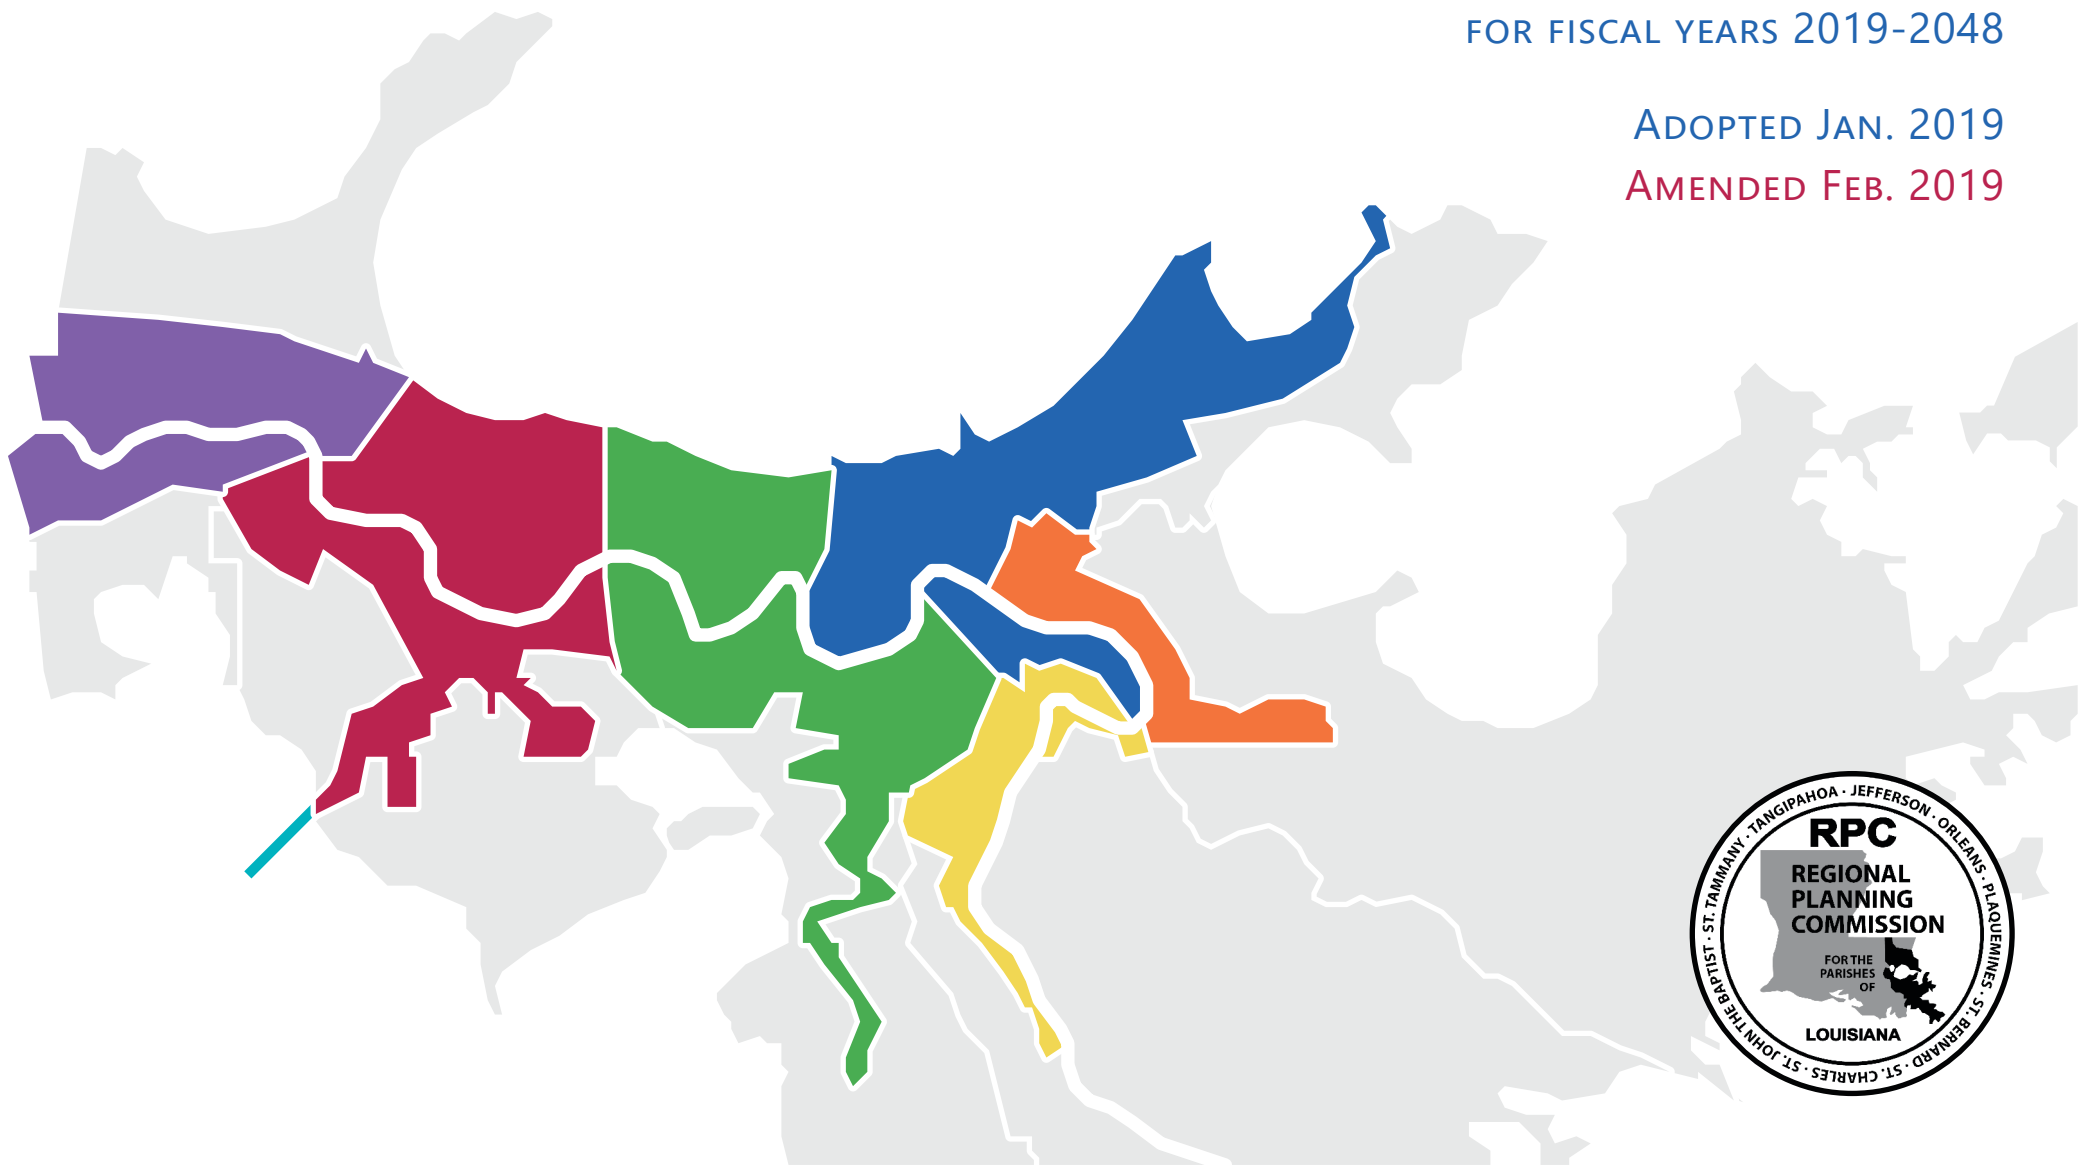 FOR FISCAL YEARS 2019-2048
ADOPTED JAN. 2019
AMENDED FEB. 2019
ST. JOHN THE BAPTIST · ST. TAMMANY · TANGIPAHOA · JEFFERSON · ORLEANS · PLAQUEMINES · ST. BERNARD · ST. CHARLES ·
RPC
REGIONAL
PLANNING
COMMISSION
FOR THE
PARISHES
OF
LOUISIANA